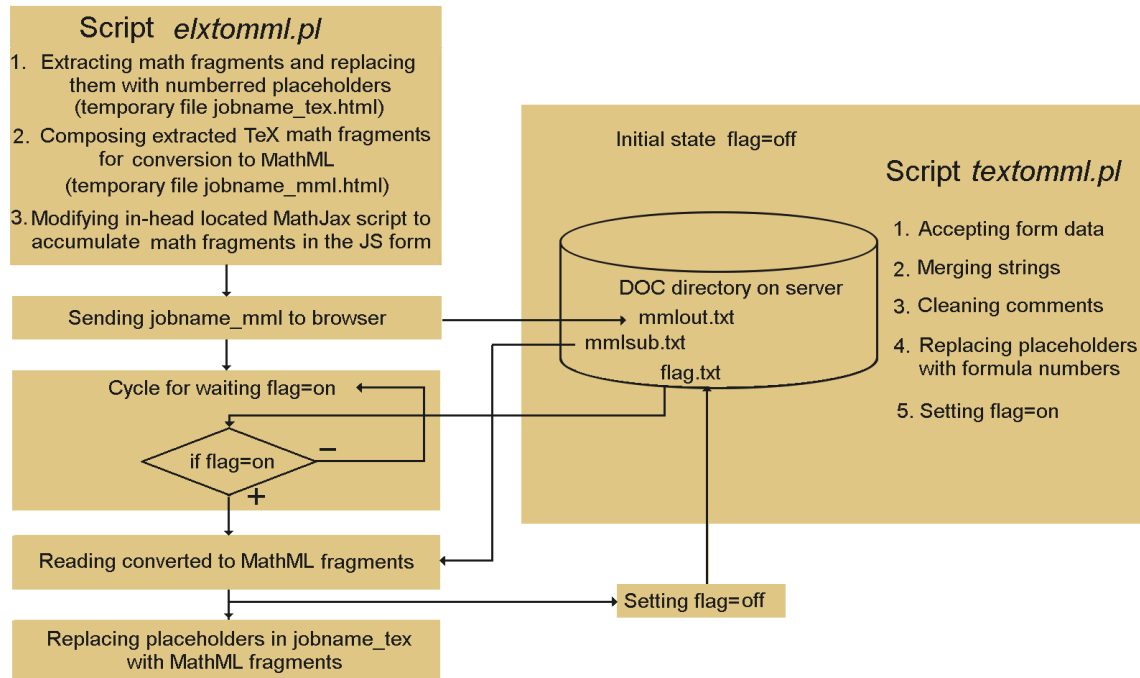 Script elxtomml.pl
1. Extracting math fragments and replacing
them with numberred placeholders
(temporary file jobname_tex.html)
2. Composing extracted TeX math fragments
for conversion to MathML
(temporary file jobname_mml.html)
3. Modifying in-head located MathJax script to
accumulate math fragments in the JS form
Sending jobname_mml to browser
Cycle for waiting flag=on
if flag=on
−
+
Reading converted to MathML fragments
Replacing placeholders in jobname_tex
with MathML fragments
Setting flag=off
Initial state flag=off
DOC directory on server
mmlout.txt
mmlsub.txt
flag.txt
Script textomml.pl
1. Accepting form data
2. Merging strings
3. Cleaning comments
4. Replacing placeholders
with formula numbers
5. Setting flag=on